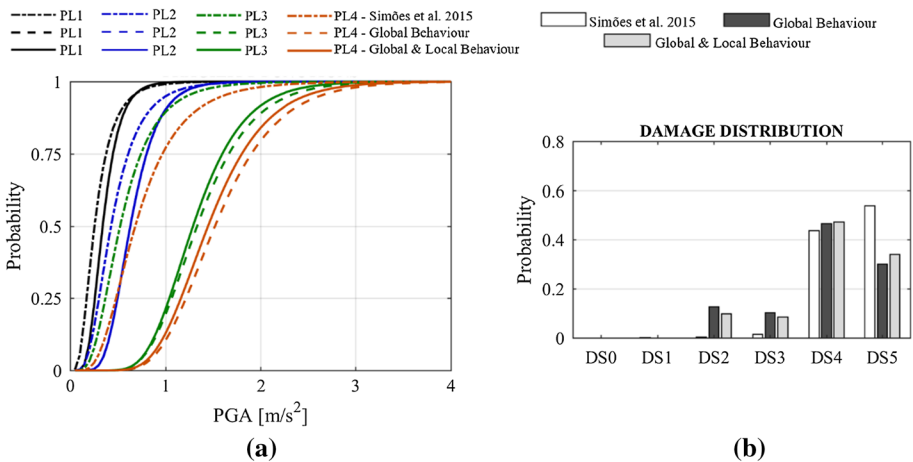 PL1 PL2 PL3 PL4 - Simões et al. 2015
PL1 PL2 PL3 PL4 - Global Behaviour
PL1 PL2 PL3 PL4 - Global & Local Behaviour
1
0.75
0.5
0.25
0
Probability
0 1 2 3 4
PGA [m/s²]
(a)
Simões et al. 2015 Global Behaviour
Global & Local Behaviour
DAMAGE DISTRIBUTION
0.8
0.6
0.4
0.2
0
Probability
DS0 DS1 DS2 DS3 DS4 DS5
(b)